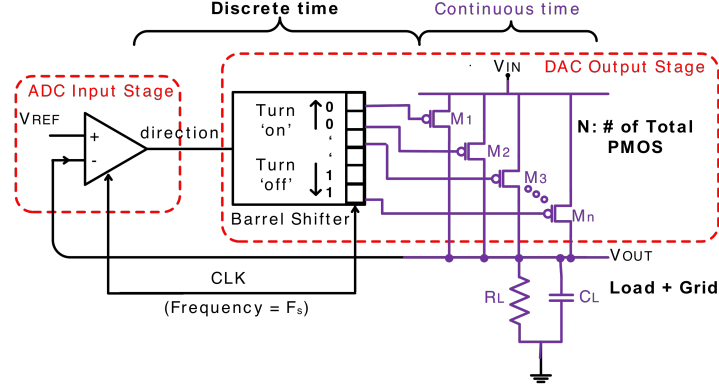 Discrete time
Continuous time
ADC Input Stage
VREF
+
-
direction
Turn
'on'
Turn
'off'
0
0
'
'
1
1
Barrel Shifter
VIN
DAC Output Stage
M1
M2
M3
Mn
N: # of Total
PMOS
VOUT
CLK
(Frequency = Fs)
RL
CL
Load + Grid